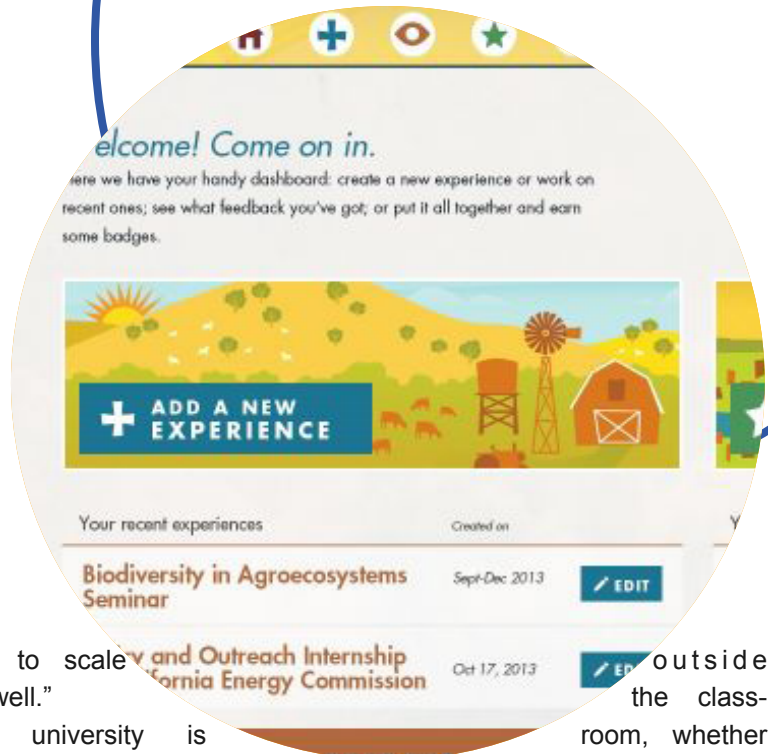 elcome! Come on in.
ere we have your handy dashboard: create a new experience or work on
recent ones; see what feedback you've got; or put it all together and earn
some badges.
ADD A NEW
EXPERIENCE
Your recent experiences Created on Y
Biodiversity in Agroecosystems
Seminar
Sept-Dec 2013
EDIT
and Outreach Internship
fornia Energy Commission
Oct 17, 2013
to scale
well.”
university is
outside
the class-
room, whether